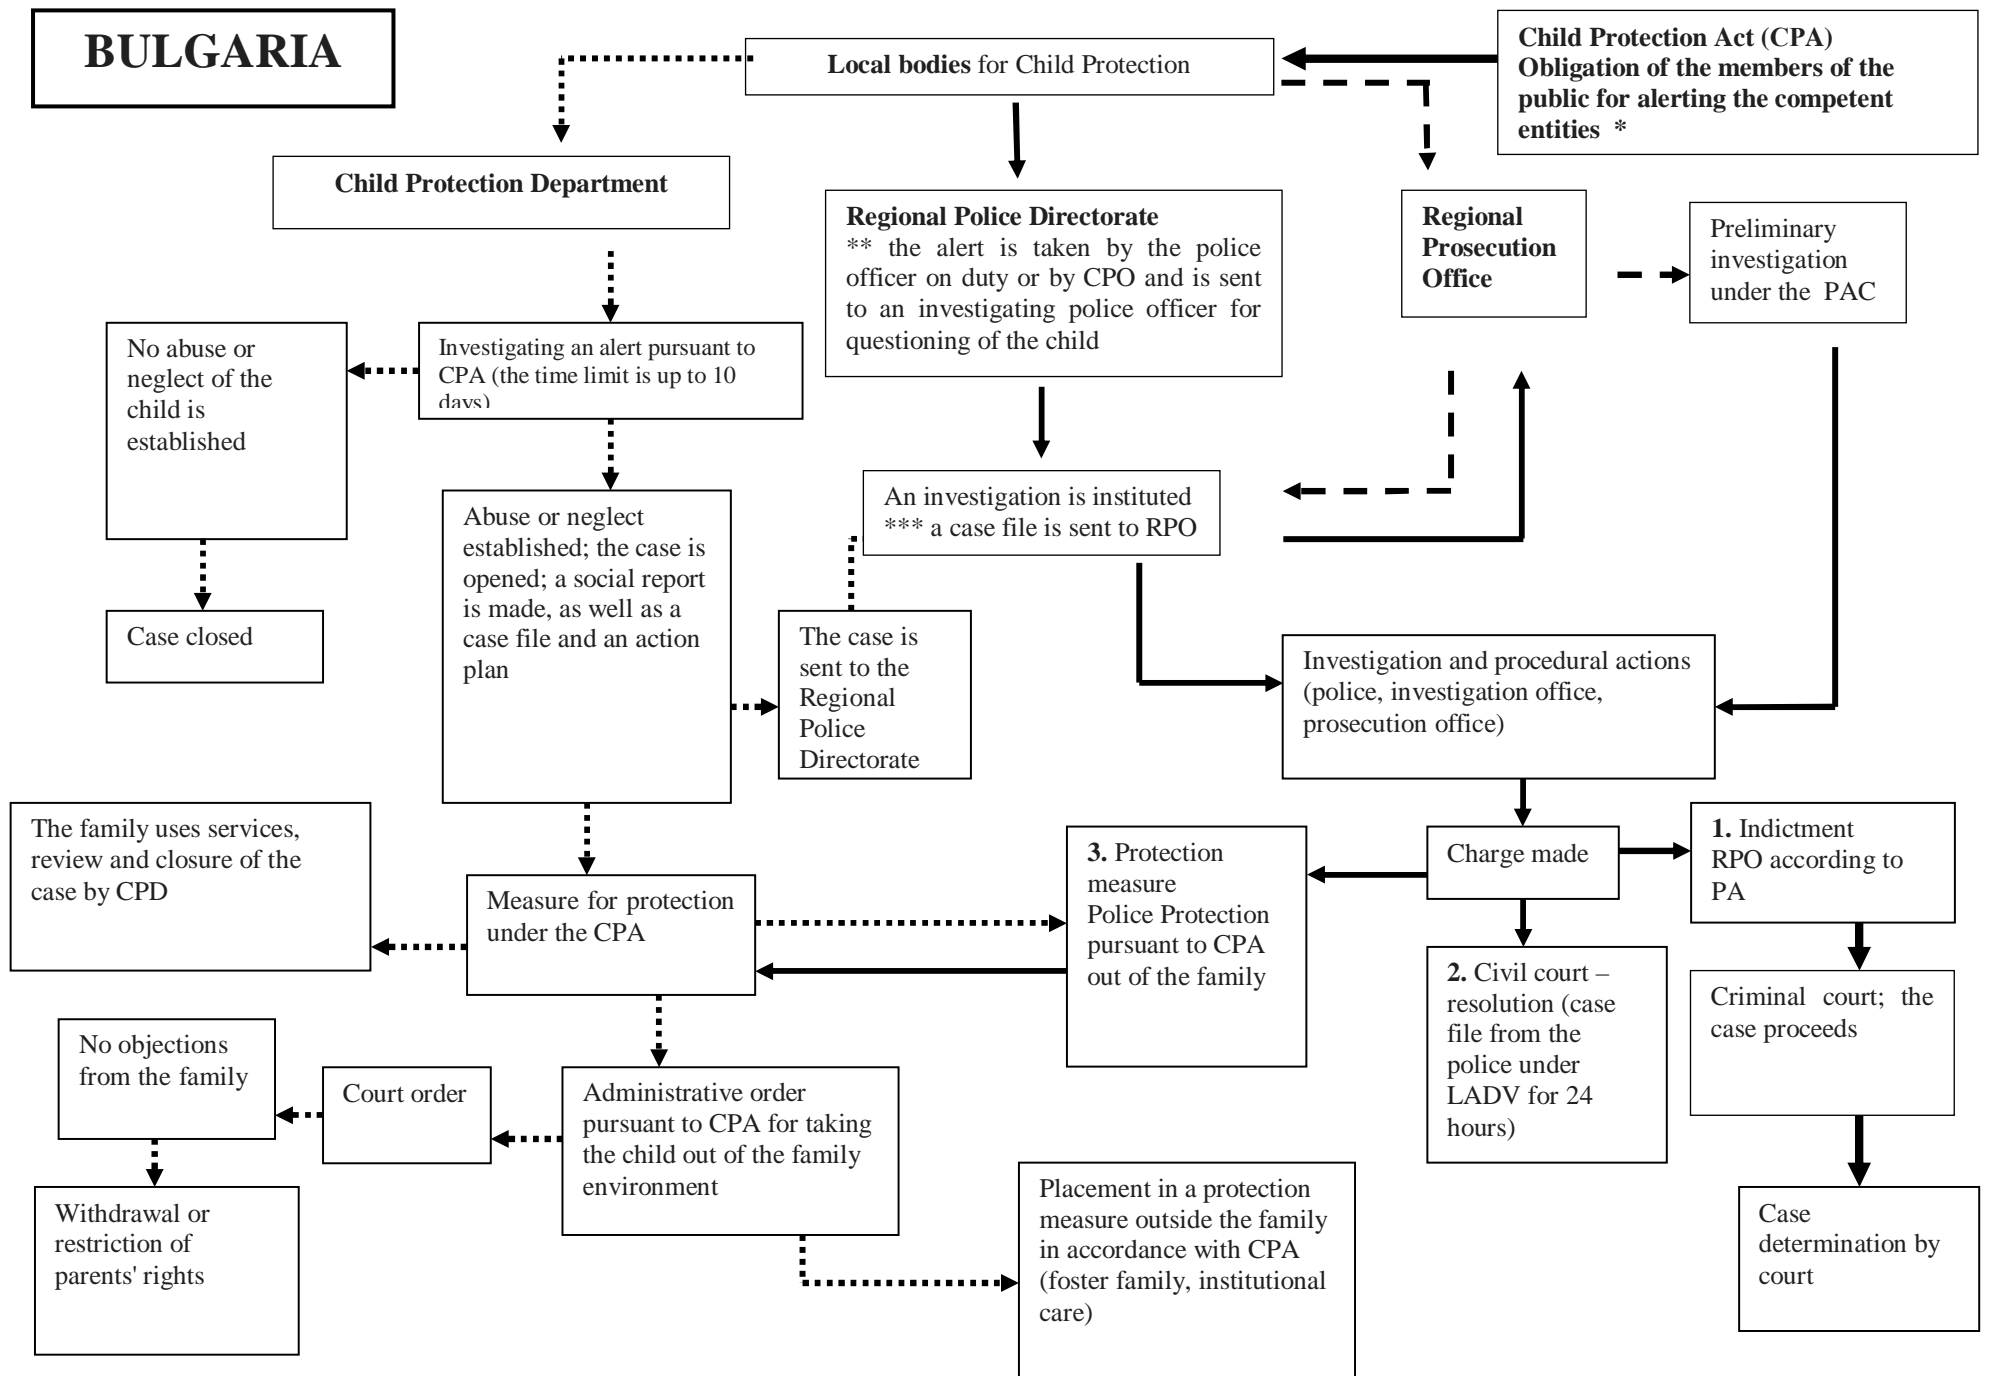 BULGARIA
Local bodies for Child Protection
Child Protection Act (CPA)
Obligation of the members of the
public for alerting the competent
entities *
Child Protection Department
Regional Police Directorate
** the alert is taken by the police
officer on duty or by CPO and is sent
to an investigating police officer for
questioning of the child
Regional
Prosecution
Office
Preliminary
investigation
under the PAC
No abuse or
neglect of the
child is
established
Investigating an alert pursuant to
CPA (the time limit is up to 10
days)
Abuse or neglect
established; the case is
opened; a social report
is made, as well as a
case file and an action
plan
An investigation is instituted
*** a case file is sent to RPO
Case closed
The case is
sent to the
Regional
Police
Directorate
Investigation and procedural actions
(police, investigation office,
prosecution office)
The family uses services,
review and closure of the
case by CPD
Measure for protection
under the CPA
3. Protection
measure
Police Protection
pursuant to CPA
out of the family
Charge made
1. Indictment
RPO according to
PA
2. Civil court –
resolution (case
file from the
police under
LADV for 24
hours)
Criminal court; the
case proceeds
No objections
from the family
Court order
Administrative order
pursuant to CPA for taking
the child out of the family
environment
Withdrawal or
restriction of
parents' rights
Placement in a protection
measure outside the family
in accordance with CPA
(foster family, institutional
care)
Case
determination by
court